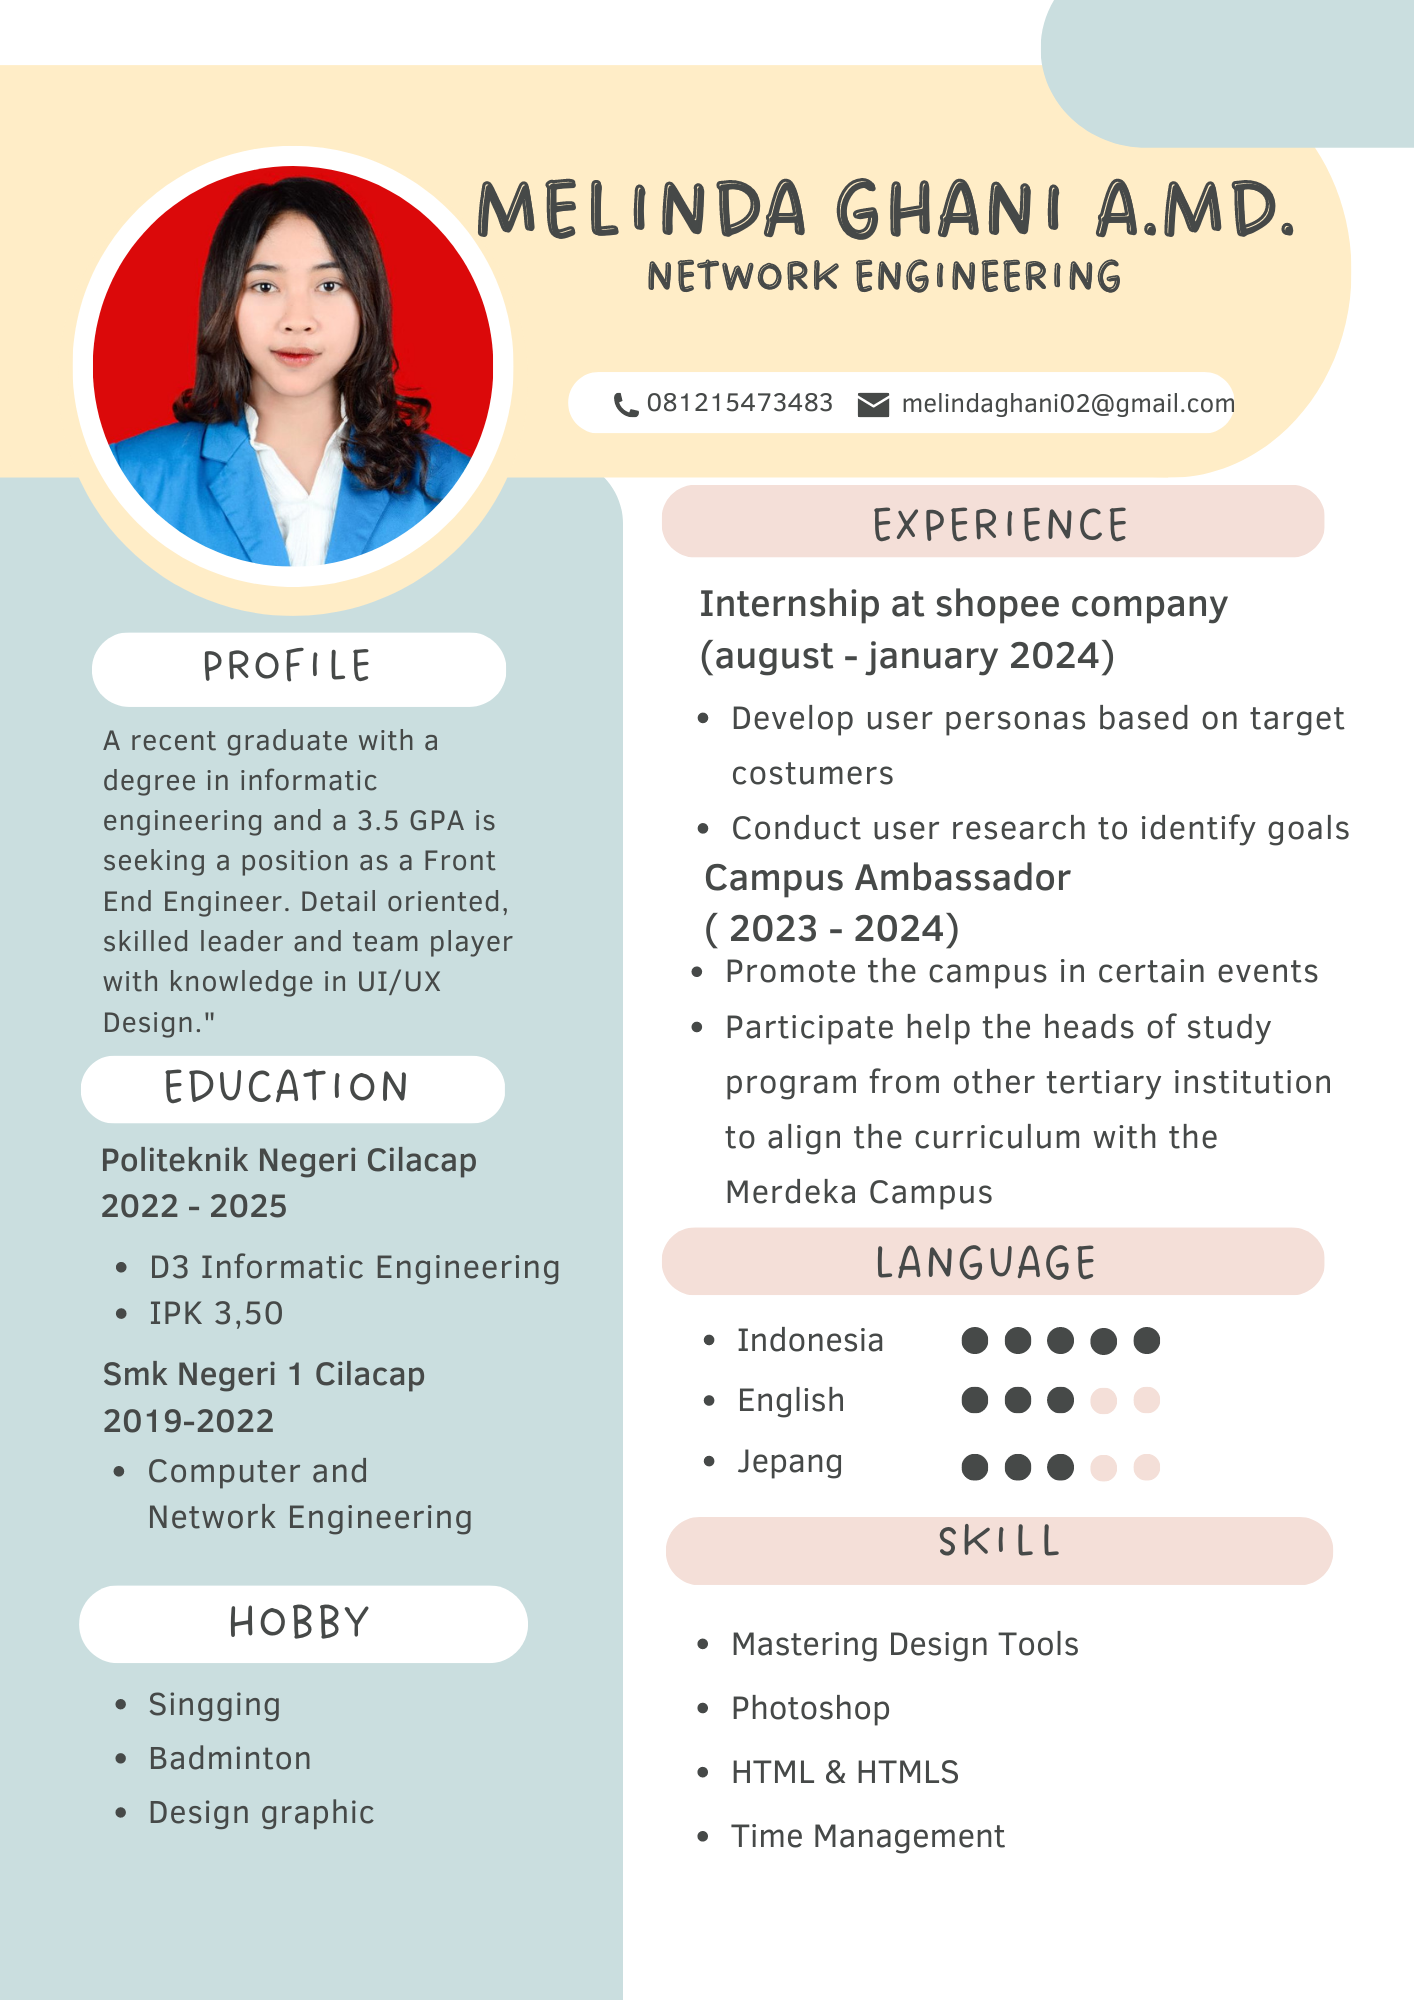 MELINDA GHANI A.MD.
NETWORK ENGINEERING
081215473483 melindaghani02@gmail.com
PROFILE
A recent graduate with a
degree in informatic
engineering and a 3.5 GPA is
seeking a position as a Front
End Engineer. Detail oriented,
skilled leader and team player
with knowledge in UI/UX
Design."
EDUCATION
Politeknik Negeri Cilacap
2022 - 2025
• D3 Informatic Engineering
• IPK 3,50
Smk Negeri 1 Cilacap
2019-2022
• Computer and
Network Engineering
HOBBY
• Singging
• Badminton
• Design graphic
EXPERIENCE
Internship at shopee company
(august - january 2024)
• Develop user personas based on target
costumers
• Conduct user research to identify goals
Campus Ambassador
( 2023 - 2024)
• Promote the campus in certain events
• Participate help the heads of study
program from other tertiary institution
to align the curriculum with the
Merdeka Campus
LANGUAGE
• Indonesia
• English
• Jepang
SKILL
• Mastering Design Tools
• Photoshop
• HTML & HTMLS
• Time Management